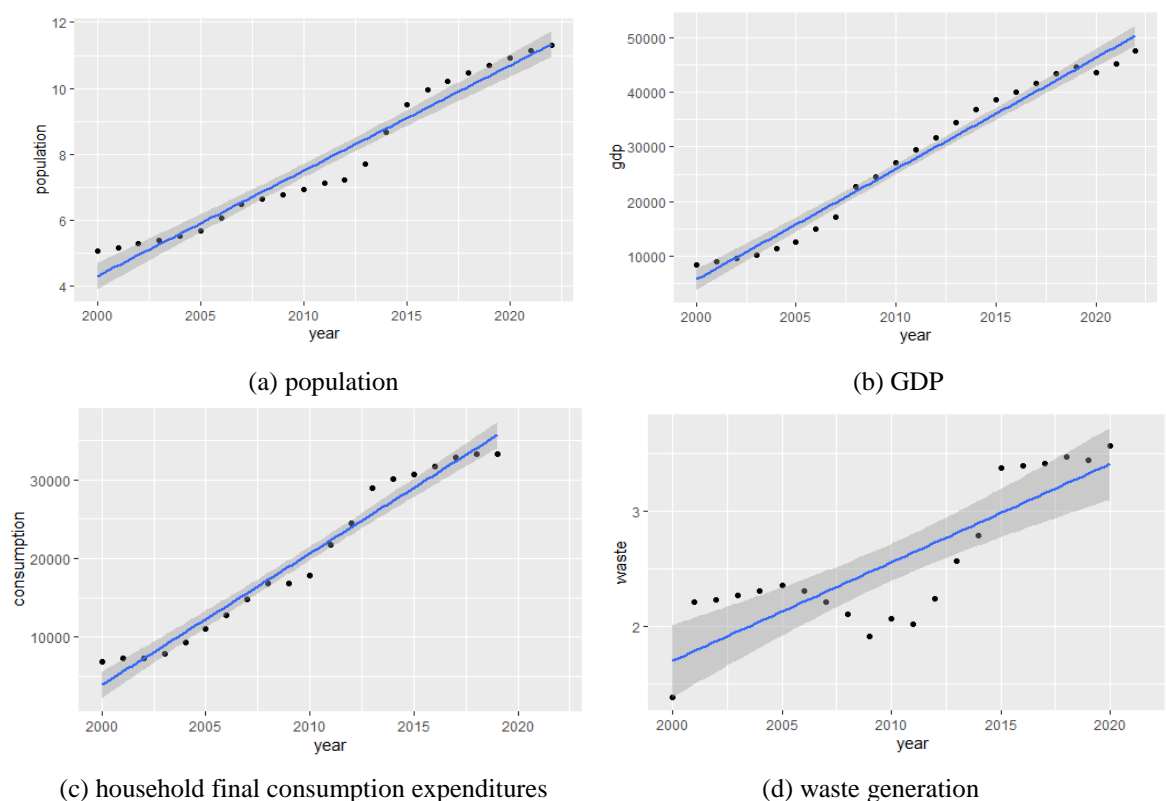 12
10
8
6
4
population
2000
2005
2010
2015
2020
year
(a) population
50000
40000
30000
20000
10000
gdp
2000
2005
2010
2015
2020
year
(b) GDP
30000
20000
10000
consumption
2000
2005
2010
2015
2020
year
(c) household final consumption expenditures
3
2
waste
2000
2005
2010
2015
2020
year
(d) waste generation